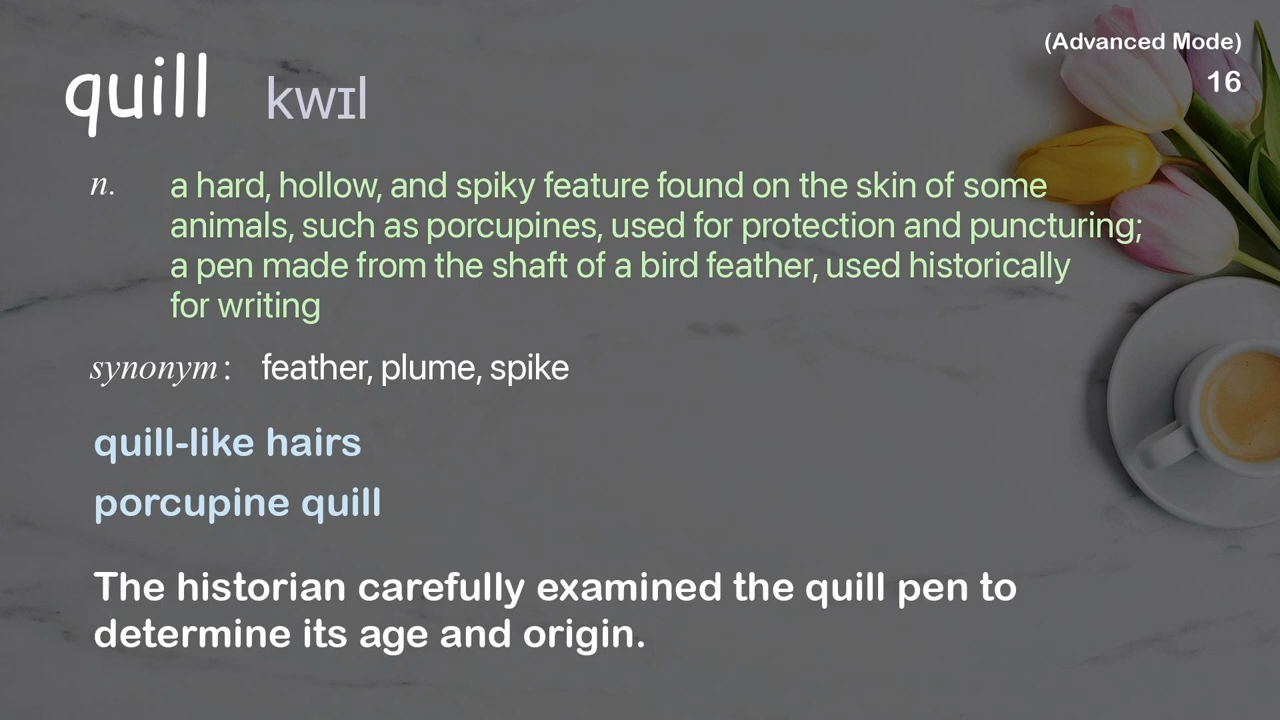 (Advanced Mode)
16
quill kwɪl
n. a hard, hollow, and spiky feature found on the skin of some
animals, such as porcupines, used for protection and puncturing;
a pen made from the shaft of a bird feather, used historically
for writing
synonym: feather, plume, spike
quill-like hairs
porcupine quill
The historian carefully examined the quill pen to
determine its age and origin.